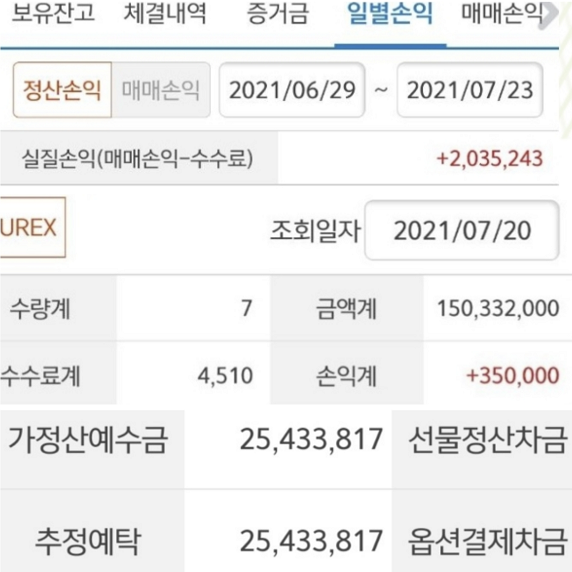 보유잔고 체결내역 증거금 일별손익 매매손익
정산손익 매매손익 2021/06/29 ~ 2021/07/23
실질손익(매매손익-수수료) +2,035,243
UREX 조회일자 2021/07/20
수량계 7 금액계 150,332,000
수수료계 4,510 손익계 +350,000
가정산예수금 25,433,817 선물정산차금
추정예탁 25,433,817 옵션결제차금